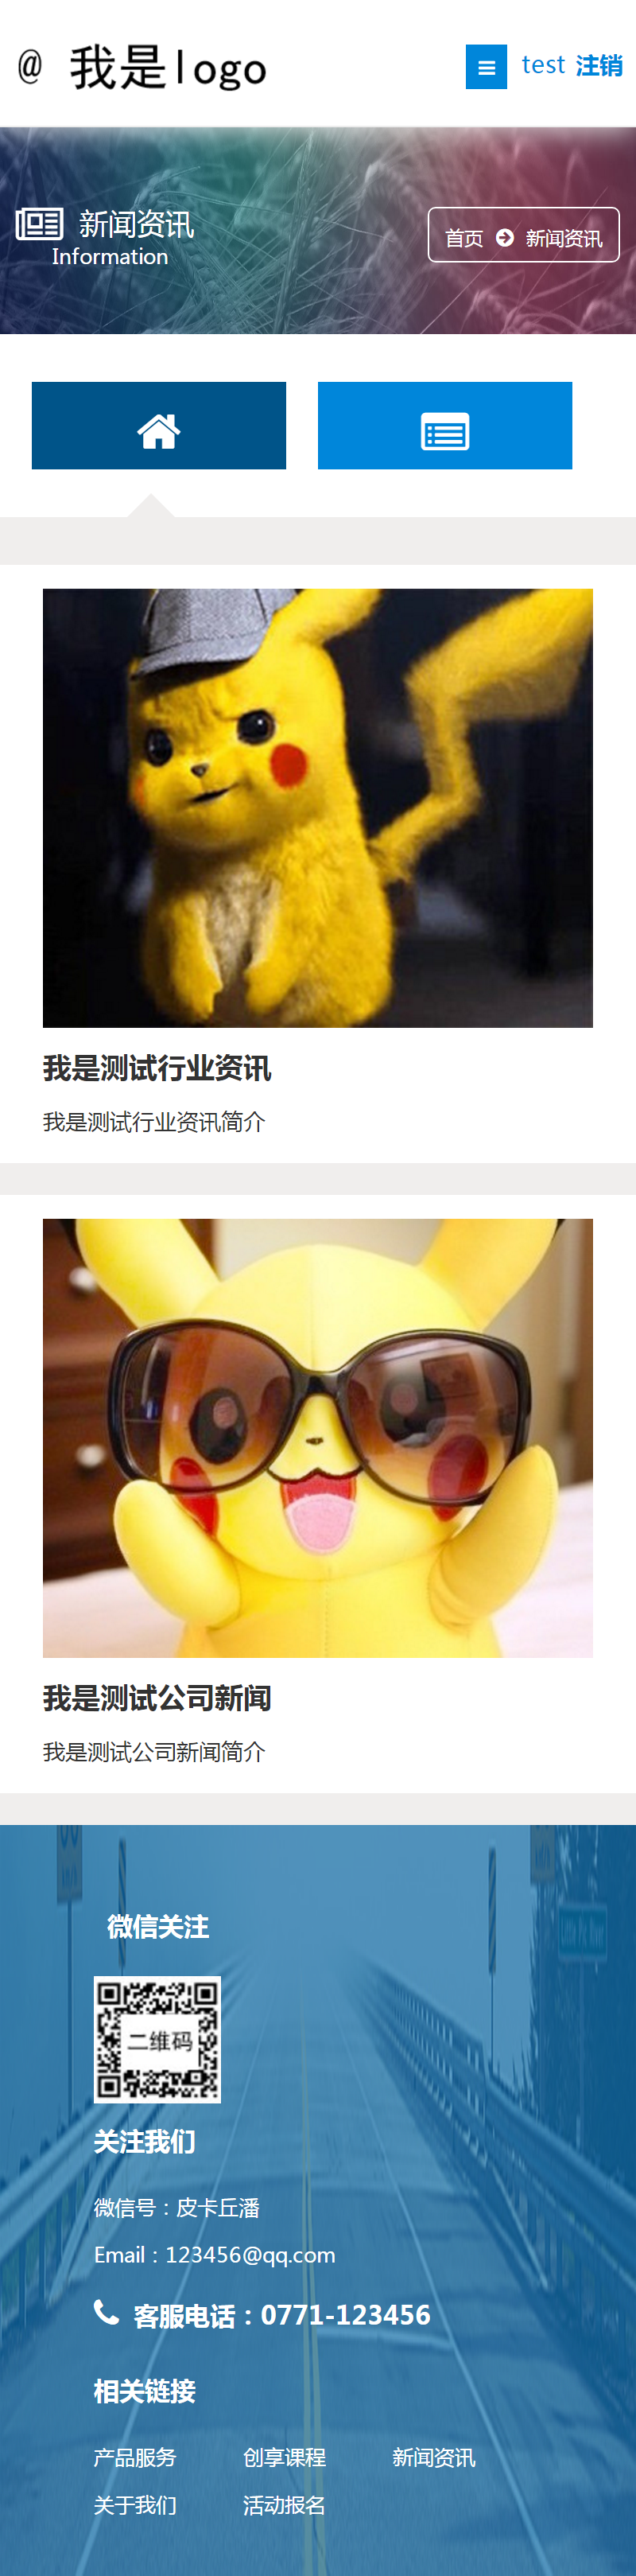 @ 我是logo
test 注销
新闻资讯
Information
首页 新闻资讯
我是测试行业资讯
我是测试行业资讯简介
我是测试公司新闻
我是测试公司新闻简介
微信关注
二维码
关注我们
微信号：皮卡丘潘
Email：123456@qq.com
客服电话：0771-123456
相关链接
产品服务 创享课程 新闻资讯
关于我们 活动报名